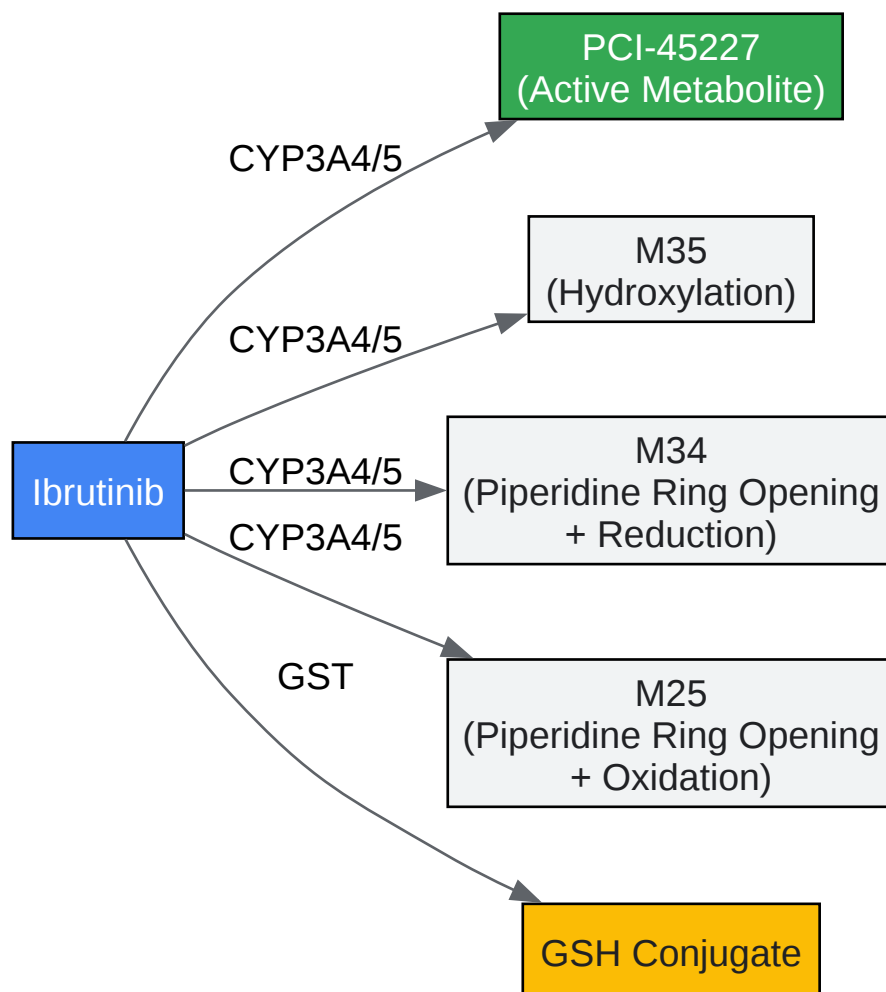 PCI-45227
(Active Metabolite)
CYP3A4/5
M35
(Hydroxylation)
CYP3A4/5
M34
(Piperidine Ring Opening
+ Reduction)
CYP3A4/5
Ibrutinib
CYP3A4/5
M25
(Piperidine Ring Opening
+ Oxidation)
GST
GSH Conjugate